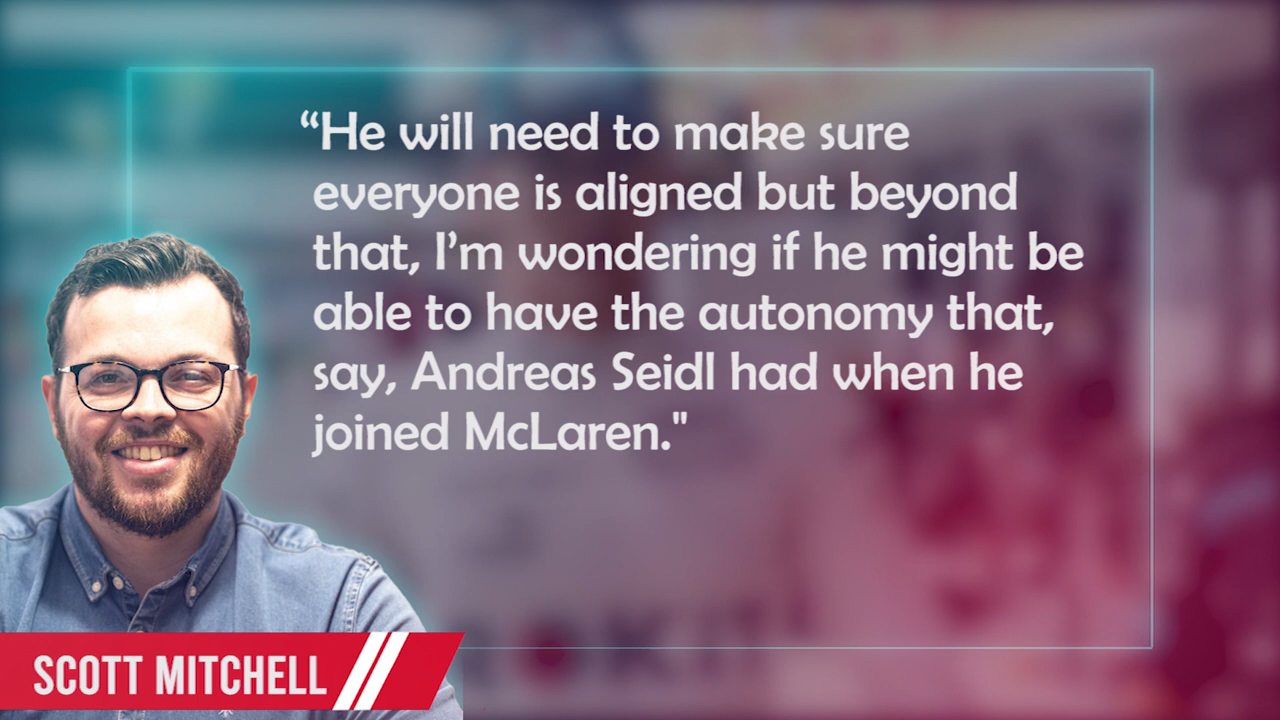 “He will need to make sure
everyone is aligned but beyond
that, I’m wondering if he might be
able to have the autonomy that,
say, Andreas Seidl had when he
joined McLaren."
SCOTT MITCHELL